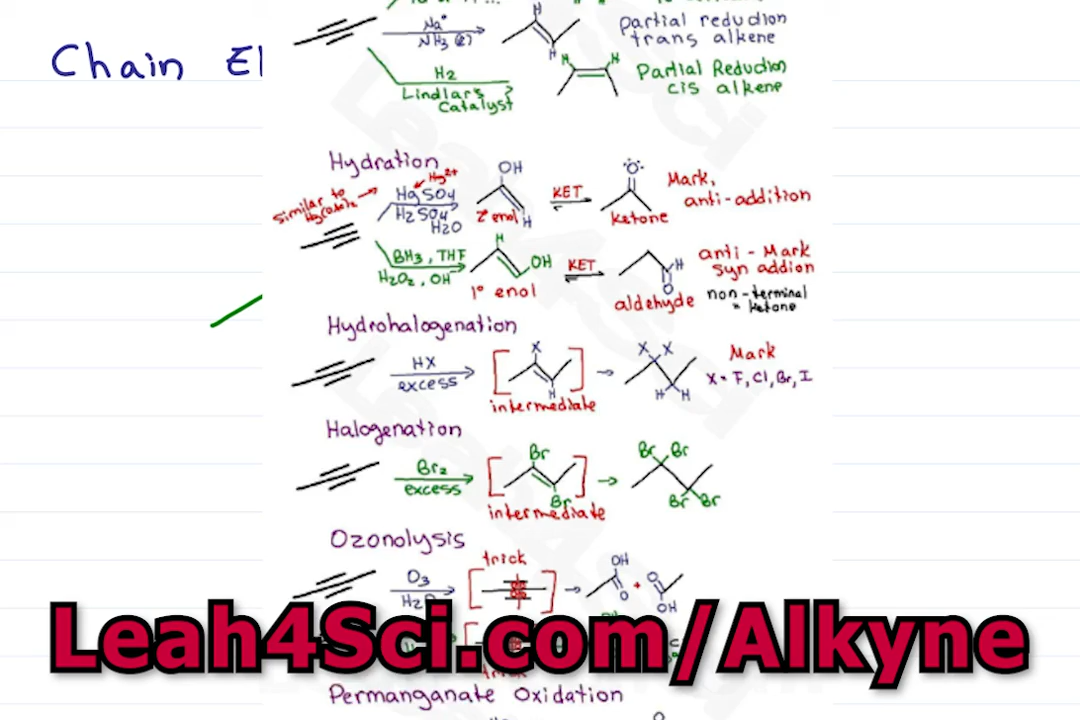 Chain El
Na°
NH3 (l)
H
H
Partial reduction
trans alkene
H2
Lindlar's
Catalyst
H
H
Partial Reduction
cis alkene
Hydration
Similar to
Hg2+
HgSO4
H2SO4
H2O
OH
H
2° enol
KET
:O:
ketone
Mark,
anti-addition
BH3, THF
H2O2, OH-
H
OH
1° enol
KET
H
O
aldehyde
anti-Mark
syn addion
non-terminal
= ketone
Hydrohalogenation
HX
excess
X
H
intermediate
X X
H H
Mark
X = F, Cl, Br, I
Halogenation
Br2
excess
Br
Br
intermediate
Br Br
Br Br
Ozonolysis
O3
H2O
trick
OH
O
+
O
OH
Leah4Sci.com/Alkyne
Permanganate Oxidation